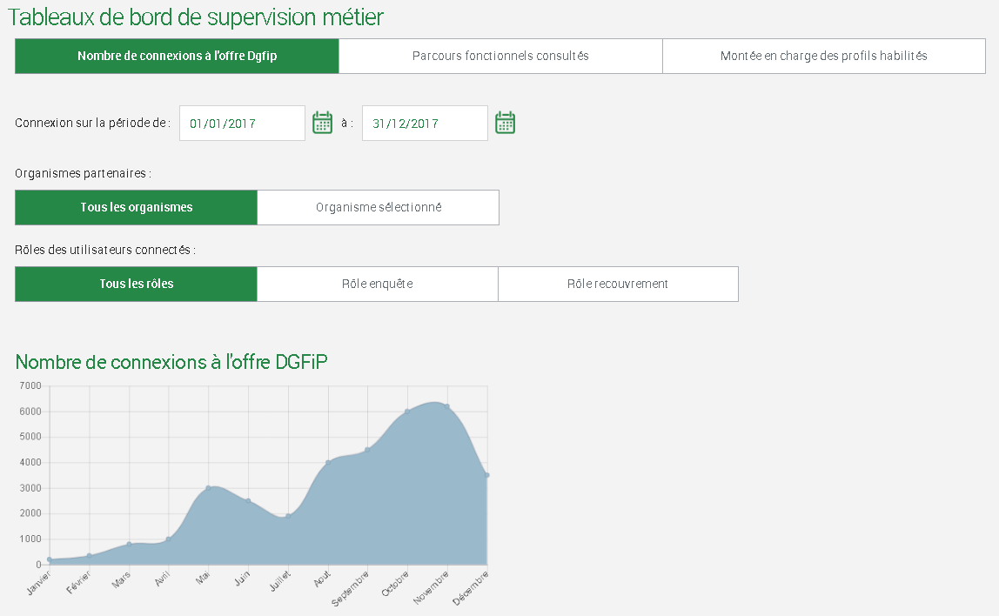 Tableaux de bord de supervision métier
Nombre de connexions à l'offre Dgfip
Parcours fonctionnels consultés
Montée en charge des profils habilités
Connexion sur la période de : 01/01/2017 à : 31/12/2017
Organismes partenaires :
Tous les organismes
Organisme sélectionné
Rôles des utilisateurs connectés :
Tous les rôles
Rôle enquête
Rôle recouvrement
Nombre de connexions à l'offre DGFiP
7000
6000
5000
4000
3000
2000
1000
0
Janvier
Février
Mars
Avril
Mai
Juin
Juillet
Aout
Septembre
Octobre
Novembre
Décembre